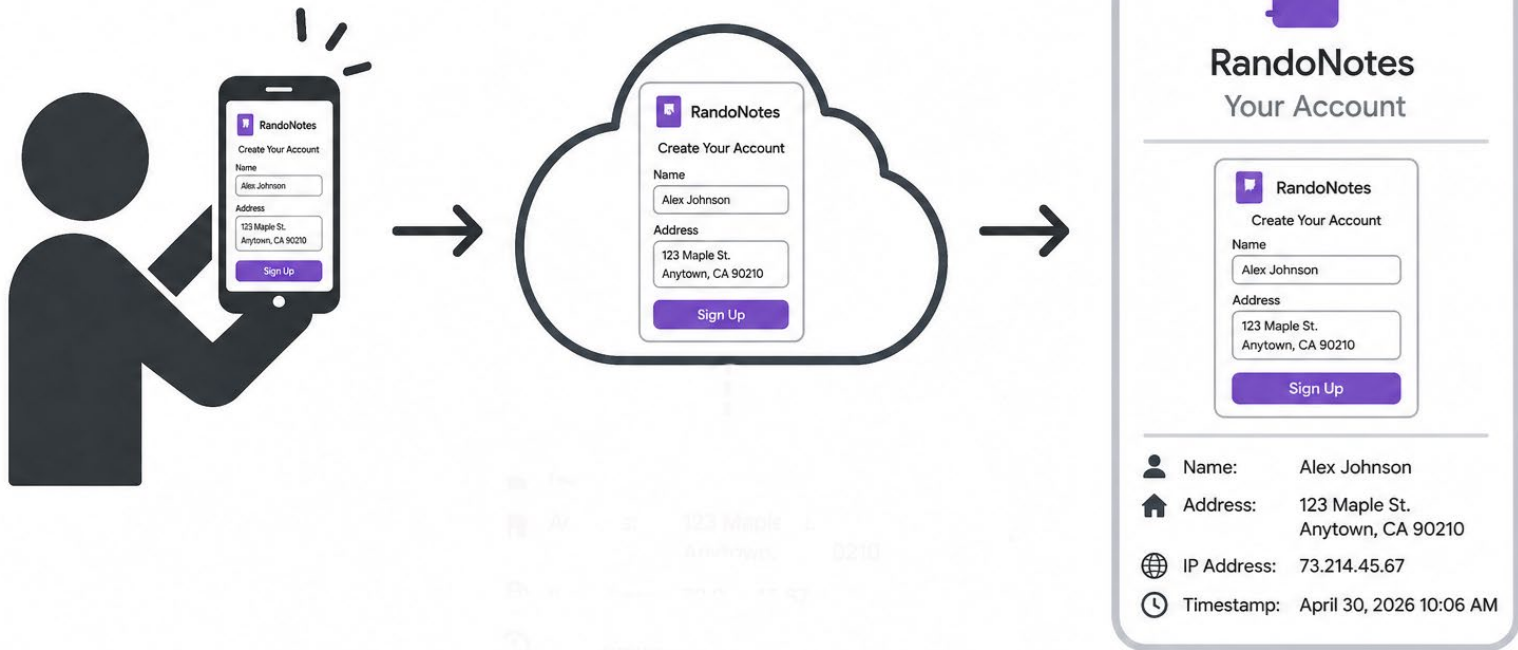 RandoNotes
Create Your Account
Name
Alex Johnson
Address
123 Maple St.
Anytown, CA 90210
Sign Up
RandoNotes
Create Your Account
Name
Alex Johnson
Address
123 Maple St.
Anytown, CA 90210
Sign Up
RandoNotes
Your Account
RandoNotes
Create Your Account
Name
Alex Johnson
Address
123 Maple St.
Anytown, CA 90210
Sign Up
Name: Alex Johnson
Address: 123 Maple St.
Anytown, CA 90210
IP Address: 73.214.45.67
Timestamp: April 30, 2026 10:06 AM
123 Maple